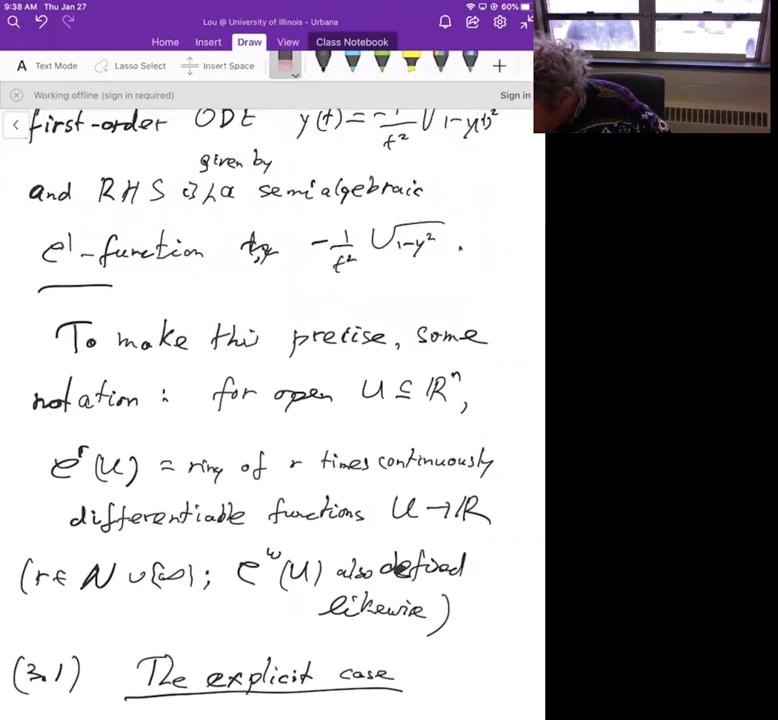 9:38 AM Thu Jan 27
60%
Lou @ University of Illinois - Urbana
Home Insert Draw View Class Notebook
Text Mode Lasso Select Insert Space
Working offline (sign in required) Sign in
first-order ODE y(t) = -1/t² √1-y(t)²
given by
and RHS is a semialgebraic
C¹-function -1/t² √1-y² .
To make this precise, some
notation : for open U ⊆ ℝⁿ,
Cʳ(U) = ring of r times continuously
differentiable functions U → ℝ
(r ∈ N ∪ {∞}; C^ω(U) also defined
likewise)
(3.1) The explicit case